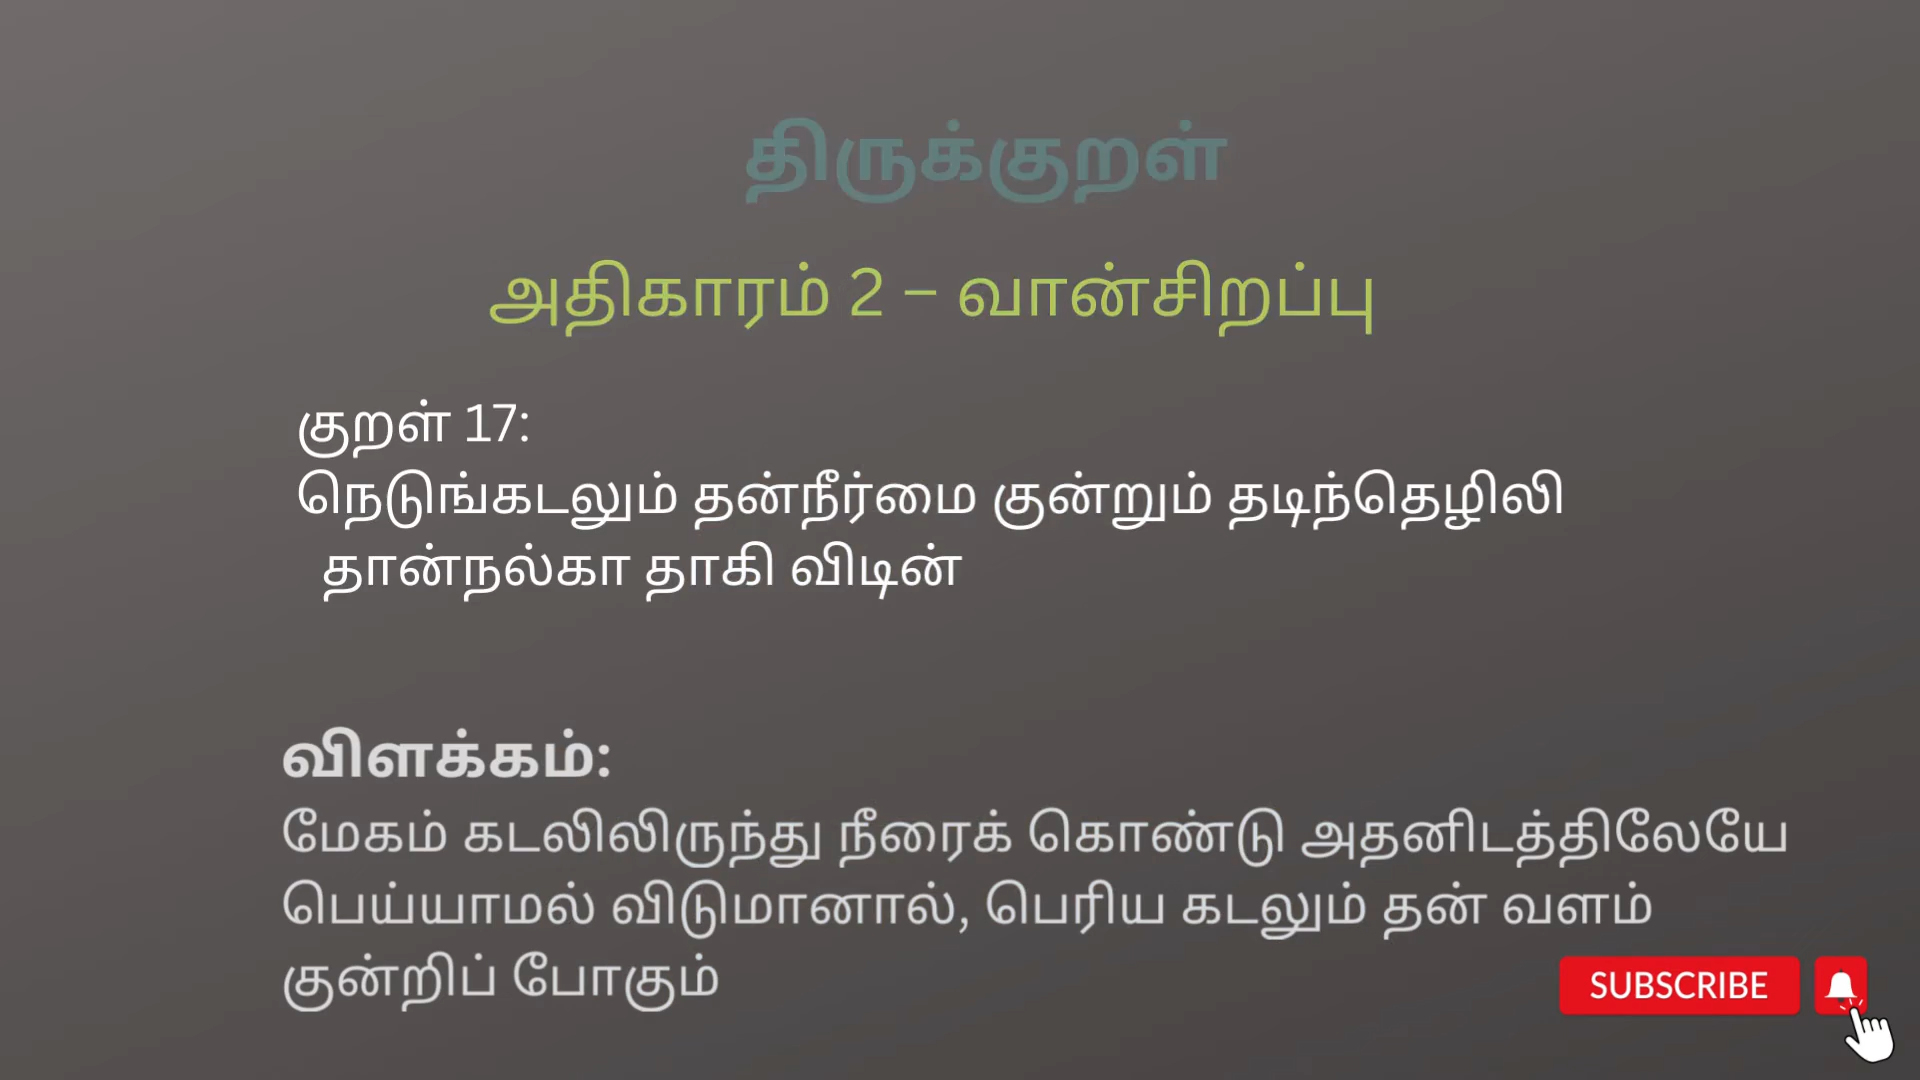 திருக்குறள்
அதிகாரம் 2 – வான்சிறப்பு
குறள் 17:
நெடுங்கடலும் தன்நீர்மை குன்றும் தடிந்தெழிலி
தான்நல்கா தாகி விடின்
விளக்கம்:
மேகம் கடலிலிருந்து நீரைக் கொண்டு அதனிடத்திலேயே
பெய்யாமல் விடுமானால், பெரிய கடலும் தன் வளம்
குன்றிப் போகும்
SUBSCRIBE